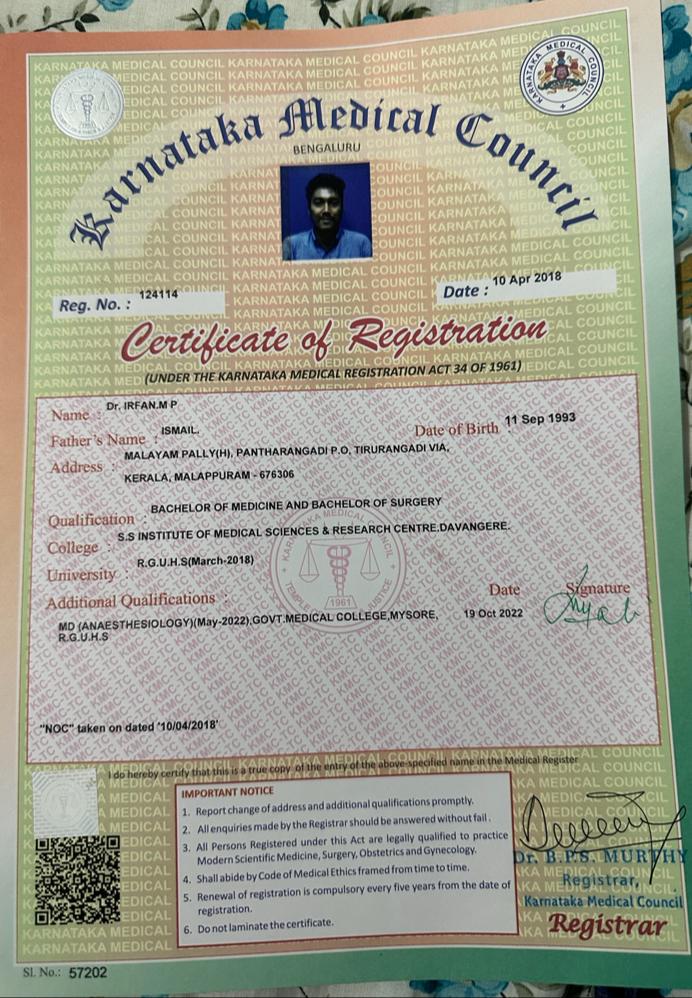 KARNATAKA MEDICAL COUNCIL
Karnataka Medical Council
BENGALURU
Reg. No. : 124114
Date : 10 Apr 2018
Certificate of Registration
(UNDER THE KARNATAKA MEDICAL REGISTRATION ACT 34 OF 1961)
Name : Dr. IRFAN.M P
Father's Name : ISMAIL.
Date of Birth : 11 Sep 1993
Address : MALAYAM PALLY(H), PANTHARANGADI P.O, TIRURANGADI VIA,
KERALA, MALAPPURAM - 676306
Qualification : BACHELOR OF MEDICINE AND BACHELOR OF SURGERY
College : S.S INSTITUTE OF MEDICAL SCIENCES & RESEARCH CENTRE,DAVANGERE.
University : R.G.U.H.S(March-2018)
Additional Qualifications :
Date
Signature
MD (ANAESTHESIOLOGY)(May-2022),GOVT.MEDICAL COLLEGE,MYSORE,
R.G.U.H.S
19 Oct 2022
1961
"NOC" taken on dated '10/04/2018'
I do hereby certify that this is a true copy of the entry of the above-specified name in the Medical Register
IMPORTANT NOTICE
1. Report change of address and additional qualifications promptly.
2. All enquiries made by the Registrar should be answered without fail .
3. All Persons Registered under this Act are legally qualified to practice
Modern Scientific Medicine, Surgery, Obstetrics and Gynecology.
4. Shall abide by Code of Medical Ethics framed from time to time.
5. Renewal of registration is compulsory every five years from the date of
registration.
6. Do not laminate the certificate.
Dr. B.P.S. MURTHY
Registrar,
Karnataka Medical Council
Registrar
Sl. No.: 57202